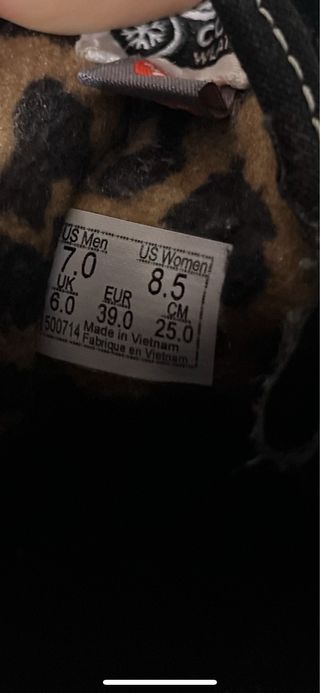 US Men US Women
7.0 8.5
UK EUR CM
6.0 39.0 25.0
500714 Made in Vietnam
Fabrique en Vietnam